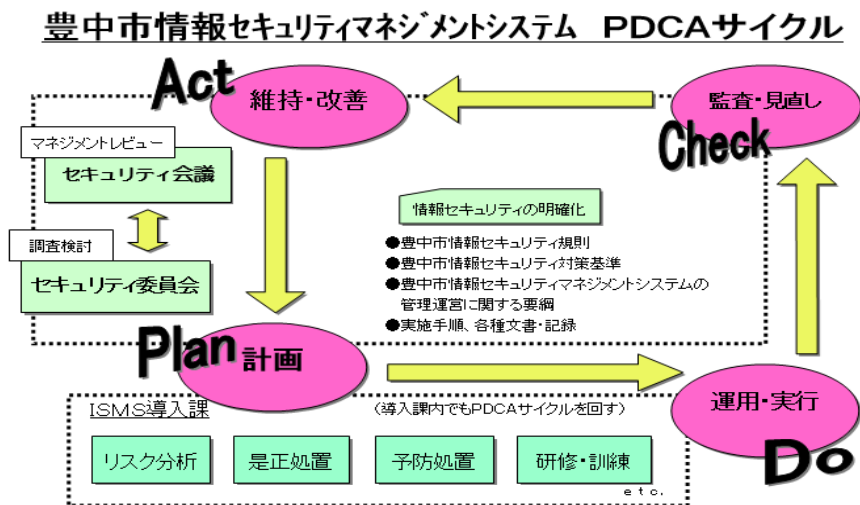 豊中市情報セキュリティマネジメントシステム PDCAサイクル
Act
維持・改善
監査・見直し
Check
マネジメントレビュー
セキュリティ会議
調査検討
セキュリティ委員会
情報セキュリティの明確化
●豊中市情報セキュリティ規則
●豊中市情報セキュリティ対策基準
●豊中市情報セキュリティマネジメントシステムの
管理運営に関する要綱
●実施手順、各種文書・記録
Plan
計画
運用・実行
Do
ISMS導入課
(導入課内でもPDCAサイクルを回す)
リスク分析
是正処置
予防処置
研修・訓練
etc.